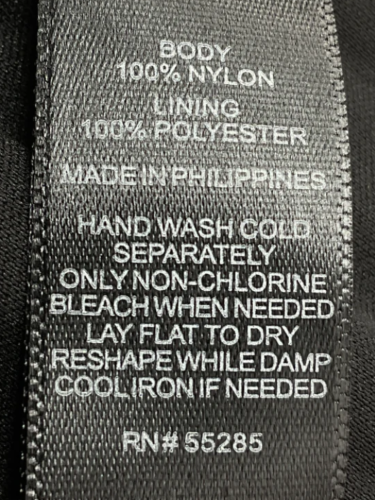 BODY
100% NYLON
LINING
100% POLYESTER
MADE IN PHILIPPINES
HAND WASH COLD
SEPARATELY
ONLY NON-CHLORINE
BLEACH WHEN NEEDED
LAY FLAT TO DRY
RESHAPE WHILE DAMP
COOL IRON IF NEEDED
RN# 55285